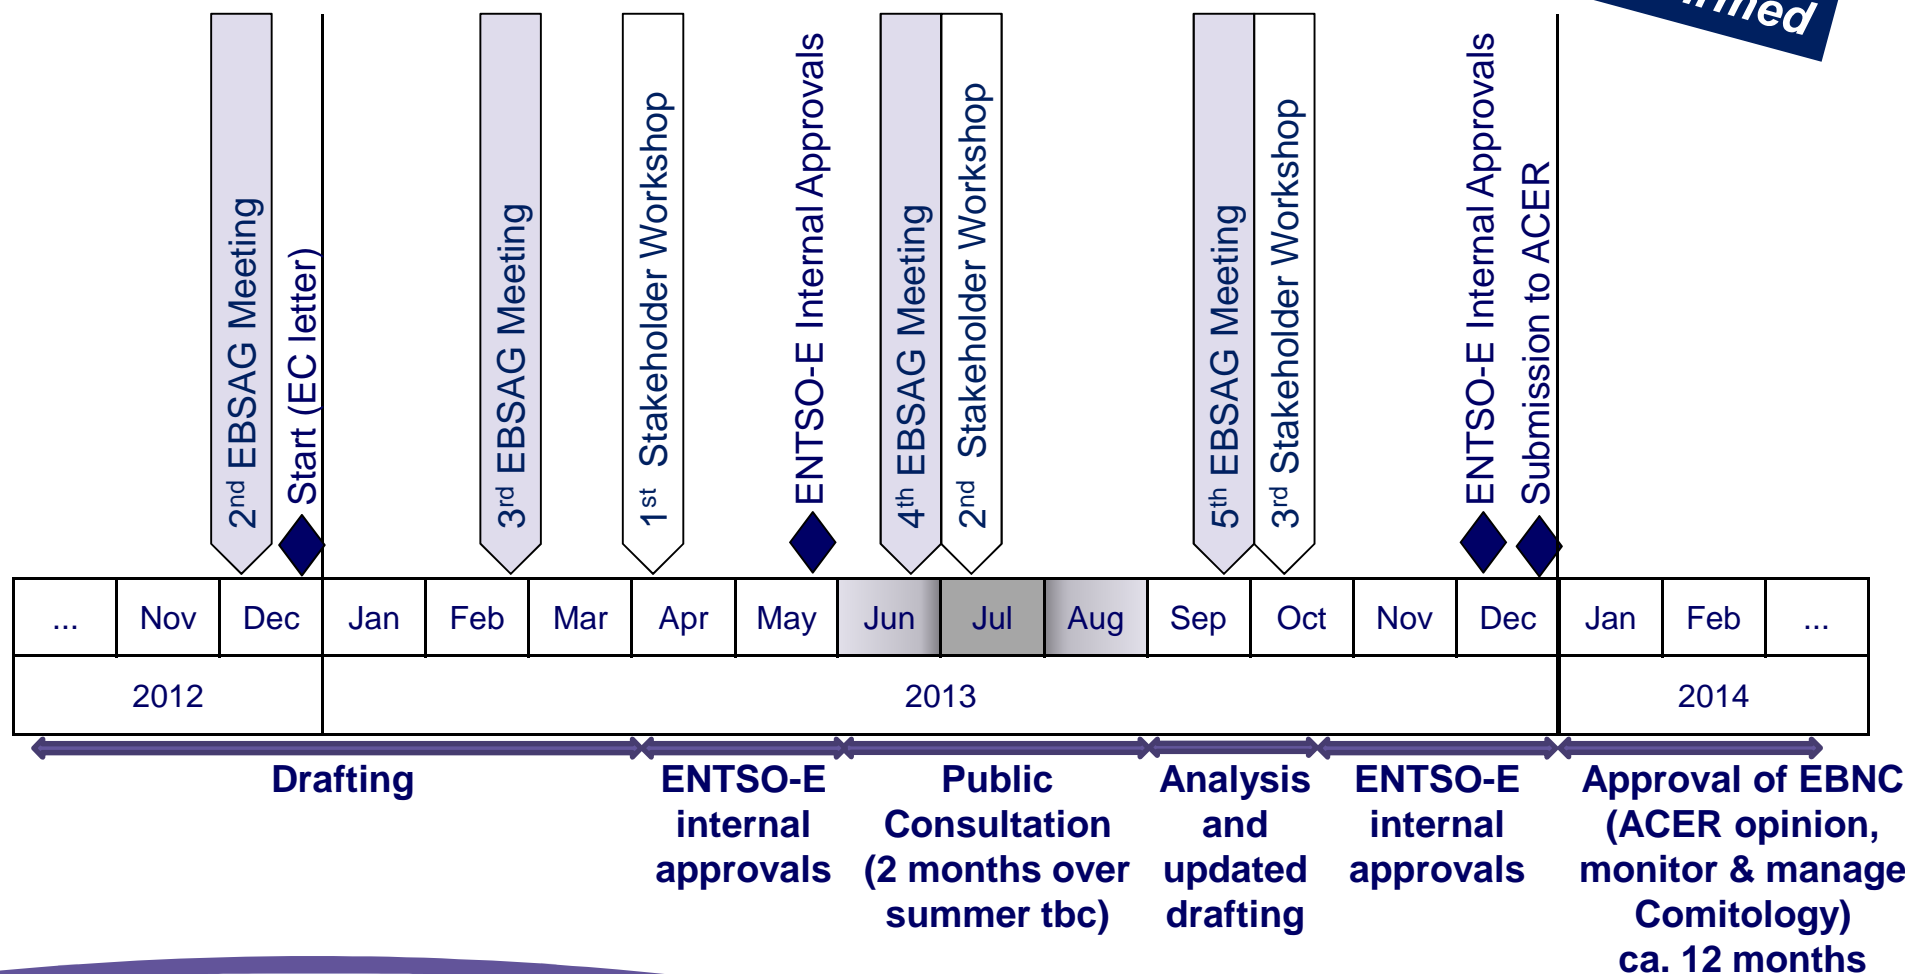 2nd EBSAG Meeting
Start (EC letter)
3rd EBSAG Meeting
1st Stakeholder Workshop
ENTSO-E Internal Approvals
4th EBSAG Meeting
2nd Stakeholder Workshop
5th EBSAG Meeting
3rd Stakeholder Workshop
ENTSO-E Internal Approvals
Submission to ACER
... Nov Dec Jan Feb Mar Apr May Jun Jul Aug Sep Oct Nov Dec Jan Feb ...
2012 2013 2014
Drafting
ENTSO-E
internal
approvals
Public
Consultation
(2 months over
summer tbc)
Analysis
and
updated
drafting
ENTSO-E
internal
approvals
Approval of EBNC
(ACER opinion,
monitor & manage
Comitology)
ca. 12 months